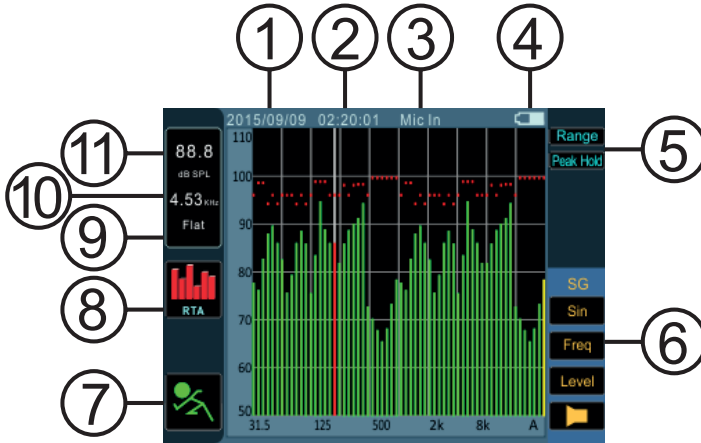 1 2 3 4
2015/09/09 02:20:01 Mic In
11
88.8
dB SPL
10
4.53 KHz
9
Flat
8
RTA
7
110
100
90
80
70
60
50
31.5 125 500 2k 8k A
Range
Peak Hold
5
SG
Sin
Freq
6
Level